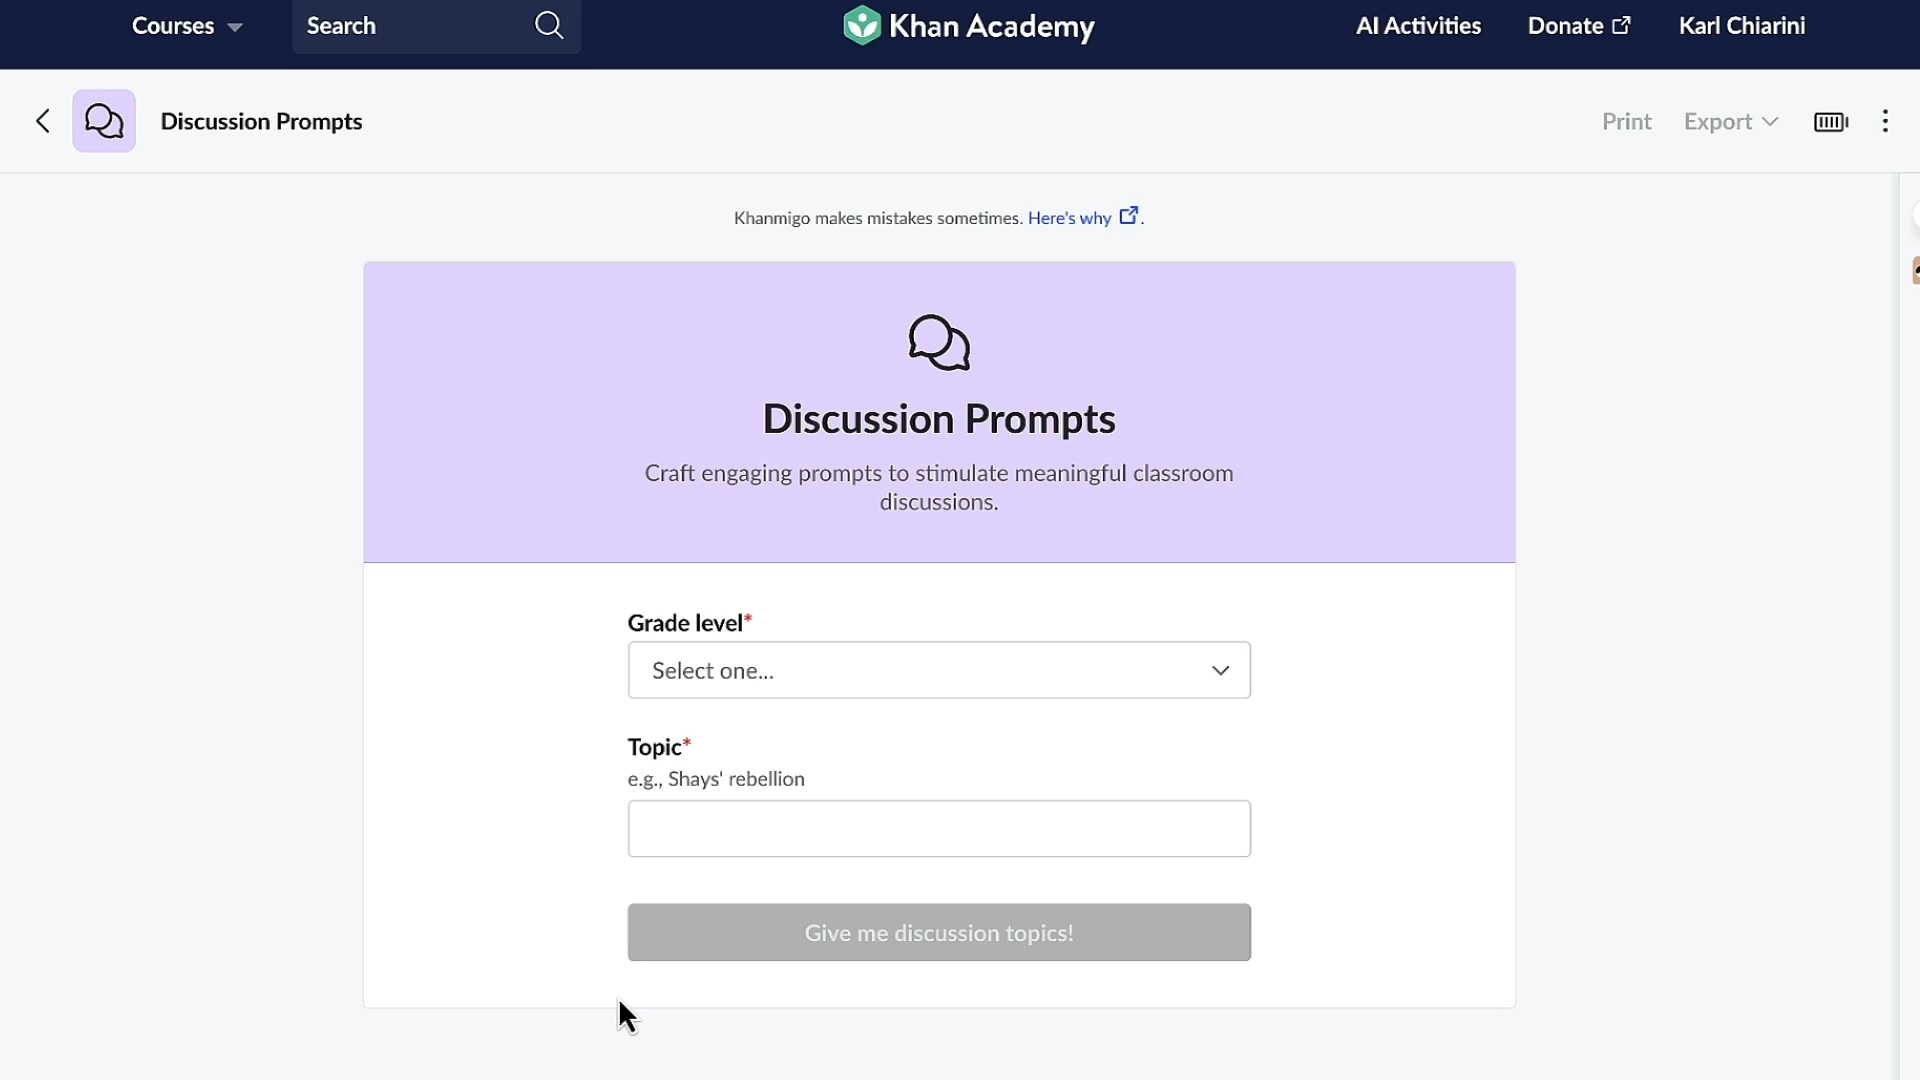 Courses
Search
Khan Academy
AI Activities
Donate
Karl Chiarini
Discussion Prompts
Print
Export
Khanmigo makes mistakes sometimes. Here's why .
Discussion Prompts
Craft engaging prompts to stimulate meaningful classroom
discussions.
Grade level*
Select one...
Topic*
e.g., Shays' rebellion
Give me discussion topics!